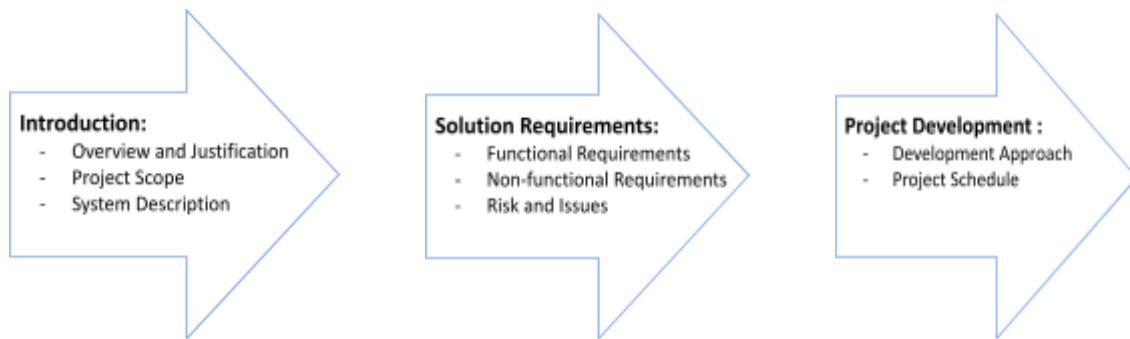 Introduction:
- Overview and Justification
- Project Scope
- System Description
Solution Requirements:
- Functional Requirements
- Non-functional Requirements
- Risk and Issues
Project Development :
- Development Approach
- Project Schedule